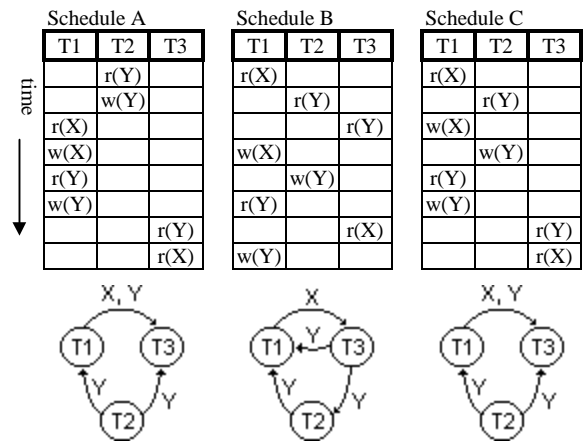 Schedule A Schedule B Schedule C
T1 T2 T3 T1 T2 T3 T1 T2 T3
r(Y) r(X) r(X)
w(Y) r(Y) r(Y)
r(X) r(Y) w(X)
w(X) w(X) w(Y)
r(Y) w(Y) r(Y)
w(Y) r(Y) w(Y)
r(Y) r(X) r(Y)
r(X) w(Y) r(X)
time
X, Y X X, Y
T1 T3 T1 Y T3 T1 T3
Y Y Y Y Y Y
T2 T2 T2